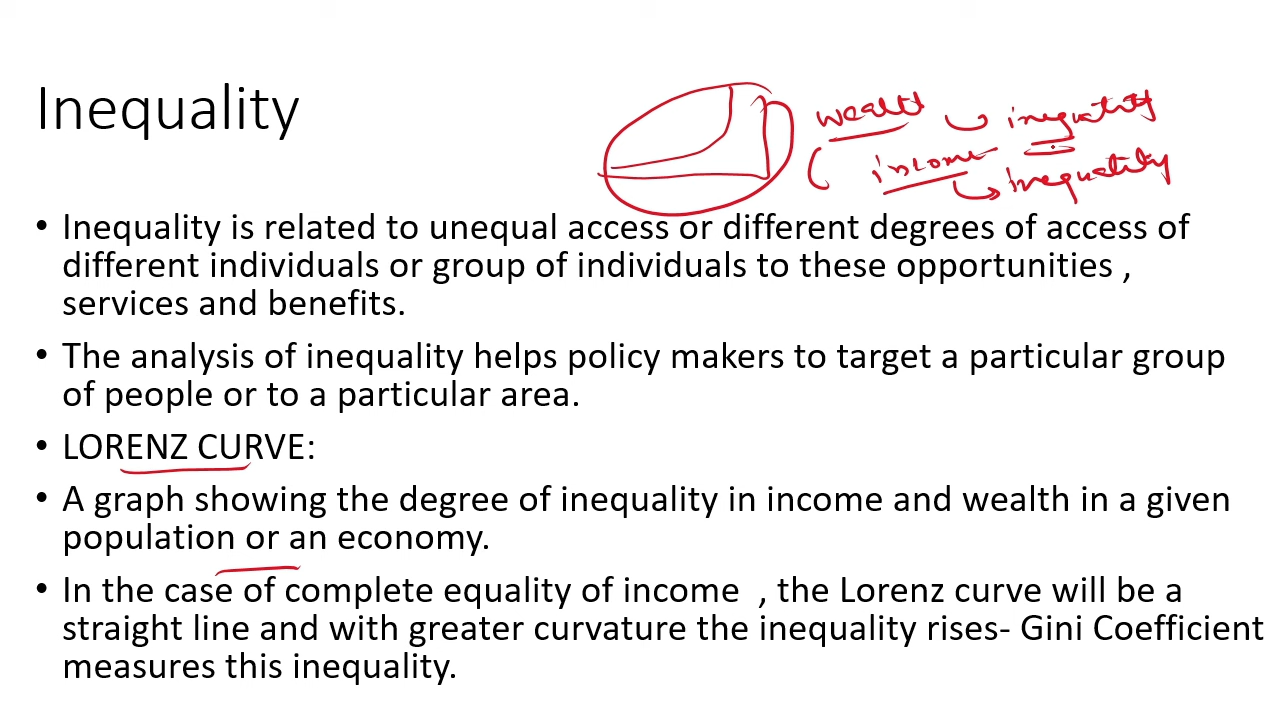 Inequality
wealth inequality
income inequality
• Inequality is related to unequal access or different degrees of access of
different individuals or group of individuals to these opportunities ,
services and benefits.
• The analysis of inequality helps policy makers to target a particular group
of people or to a particular area.
• LORENZ CURVE:
• A graph showing the degree of inequality in income and wealth in a given
population or an economy.
• In the case of complete equality of income  , the Lorenz curve will be a
straight line and with greater curvature the inequality rises- Gini Coefficient
measures this inequality.